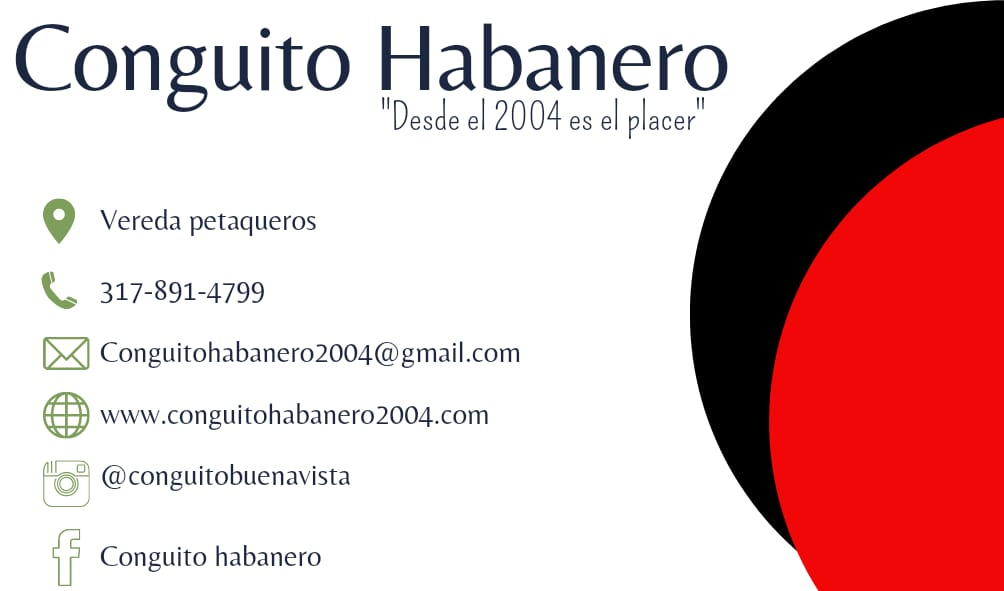 Conguito Habanero
"Desde el 2004 es el placer"
Vereda petaqueros
317-891-4799
Conguitohabanero2004@gmail.com
www.conguitohabanero2004.com
@conguitobuenavista
Conguito habanero